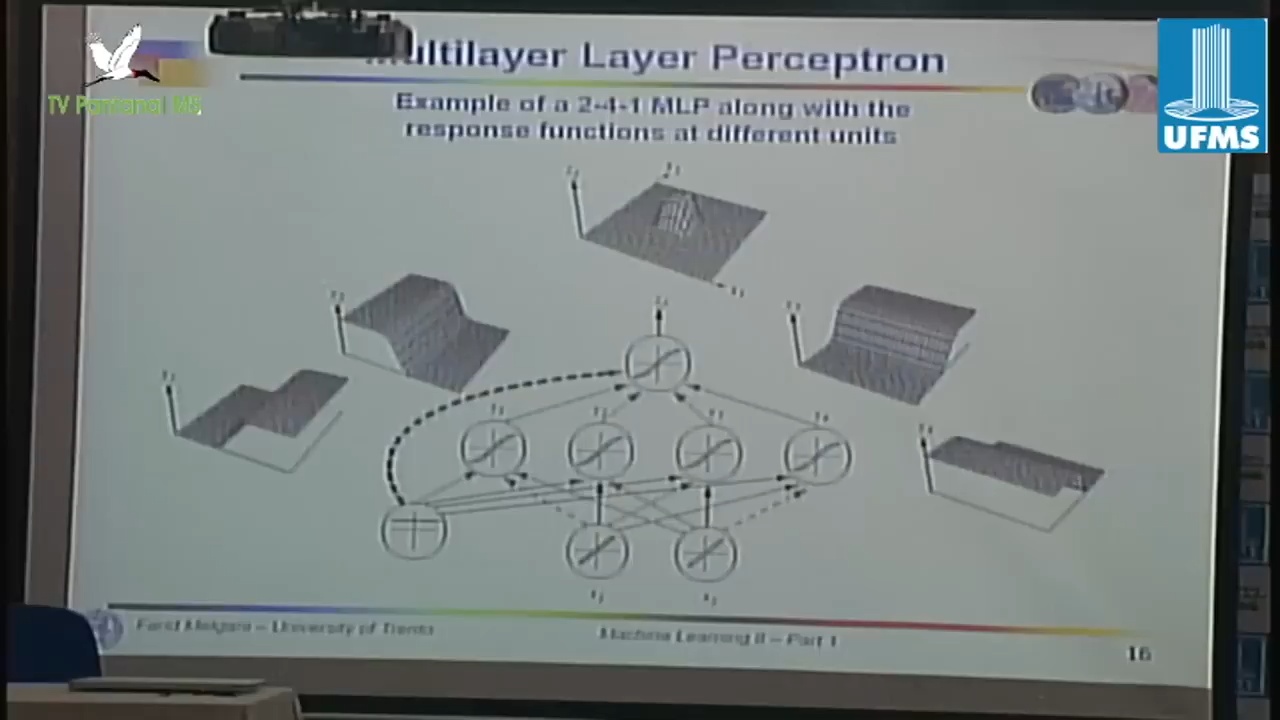 TV Pantanal MS
UFMS
ultilayer Layer Perceptron
Example of a 2-4-1 MLP along with the
response functions at different units
Farid Melgani – University of Trento
Machine Learning II – Part 1
16